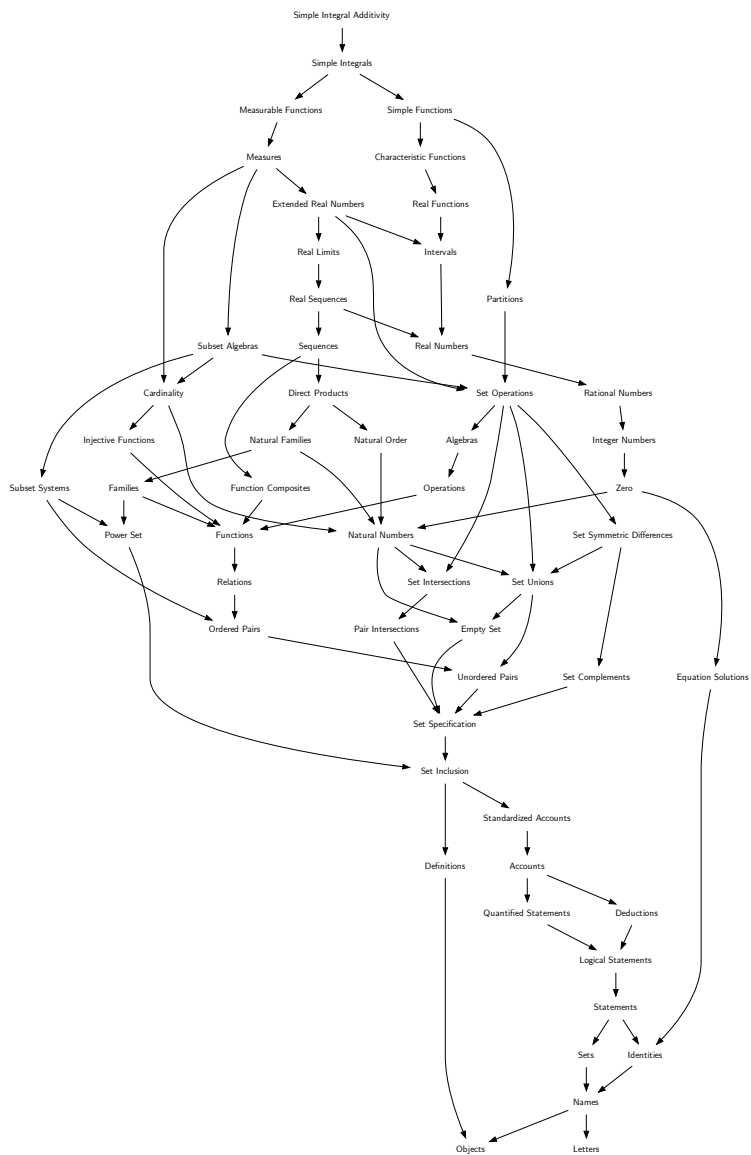 Simple Integral Additivity
Simple Integrals
Measurable Functions
Simple Functions
Measures
Characteristic Functions
Extended Real Numbers
Real Functions
Real Limits
Intervals
Real Sequences
Partitions
Subset Algebras
Sequences
Real Numbers
Cardinality
Direct Products
Set Operations
Rational Numbers
Injective Functions
Natural Families
Natural Order
Algebras
Integer Numbers
Subset Systems
Families
Function Composites
Operations
Zero
Power Set
Functions
Natural Numbers
Set Symmetric Differences
Relations
Set Intersections
Set Unions
Ordered Pairs
Pair Intersections
Empty Set
Unordered Pairs
Set Complements
Equation Solutions
Set Specification
Set Inclusion
Standardized Accounts
Definitions
Accounts
Quantified Statements
Deductions
Logical Statements
Statements
Sets
Identities
Names
Objects
Letters